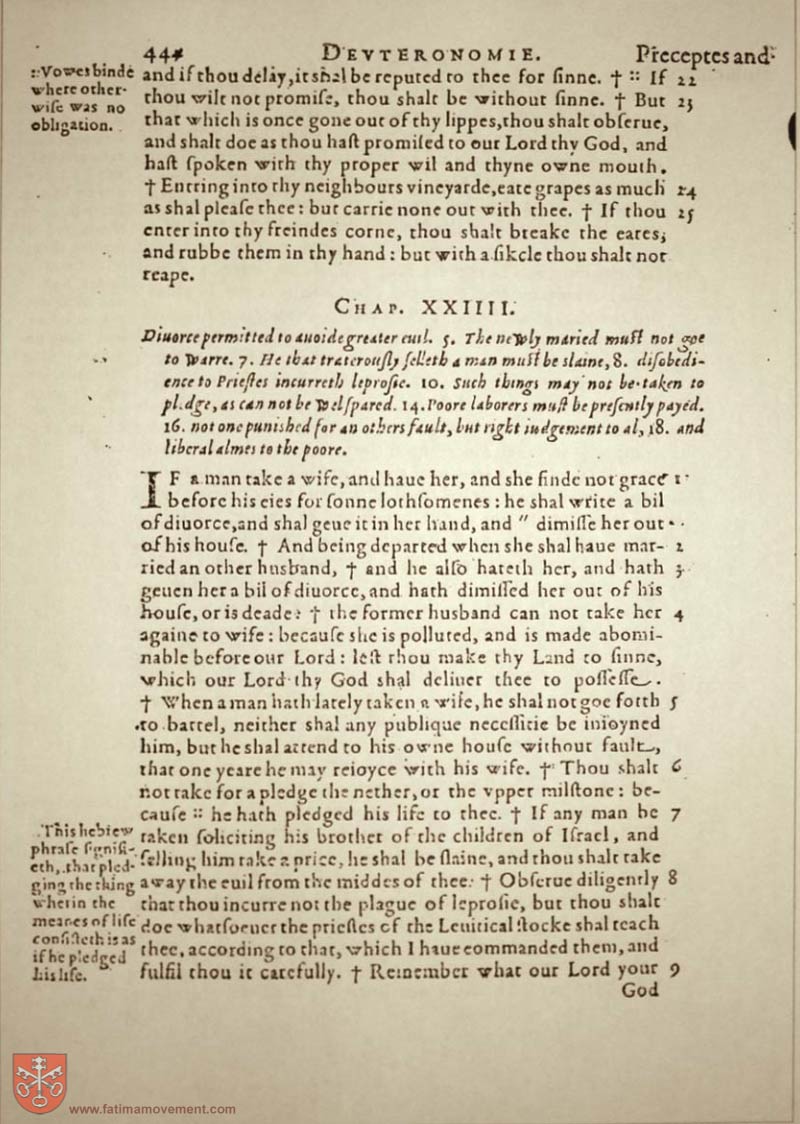 444 DEVTERONOMIE. Preceptes and
:: Vowes binde
where other-
wise was no
obligation.
and if thou delay, it shal be reputed to thee for sinne. † :: If 22
thou wilt not promise, thou shalt be without sinne. † But 23
that which is once gone out of thy lippes, thou shalt obserue,
and shalt doe as thou hast promised to our Lord thy God, and
hast spoken with thy proper wil and thyne owne mouth.
† Entring into thy neighbours vineyarde, eate grapes as much 24
as shal please thee: but carrie none out with thee. † If thou 25
enter into thy freindes corne, thou shalt breake the eares,
and rubbe them in thy hand: but with a sikcle thou shalt not
reape.
CHAP. XXIIII.
Diuorce permitted to auoide greater euil. 5. The newly maried must not goe
to warre. 7. He that traterously selleth a man must be slaine, 8. disobedi-
ence to Priestes incurreth leprosie. 10. Such things may not be taken to
pledge, as can not be wel spared. 14. Poore laborers must be presently payed.
16. not one punished for an others fault, but right iudgement to al, 18. and
liberal almes to the poore.
IF a man take a wife, and haue her, and she finde not grace 1
before his eies for sonne lothsomenes: he shal write a bil
of diuorce, and shal geue it in her hand, and " dimisse her out
of his house. † And being departed when she shal haue mar- 2
ried an other husband, † and he also hateth her, and hath 3
geuen her a bil of diuorce, and hath dimissed her out of his
house, or is deade: † the former husband can not take her 4
againe to wife: because she is polluted, and is made abomi-
nable before our Lord: lest thou make thy Land to sinne,
which our Lord thy God shal deliuer thee to possesse.
† When a man hath lately taken a wife, he shal not goe forth 5
to battel, neither shal any publique necessitie be inioyned
him, but he shal attend to his owne house without fault,
that one yeare he may reioyce with his wife. † Thou shalt 6
not take for a pledge the nether, or the vpper milstone: be-
cause :: he hath pledged his life to thee. † If any man be 7
taken soliciting his brother of the children of Israel, and
selling him take a price, he shal be slaine, and thou shalt take
away the euil from the middes of thee. † Obserue diligently 8
that thou incurre not the plague of leprosie, but thou shalt
doe whatsoeuer the priestes of the Leuitical stocke shal teach
thee, according to that, which I haue commanded them, and
fulfil thou it carefully. † Remember what our Lord your 9
God
This hebrew
phrase signifi-
eth, that pled-
ging the thing
wherin the
meanes of life
consisteth is as
if he pledged
his life.
www.fatimamovement.com